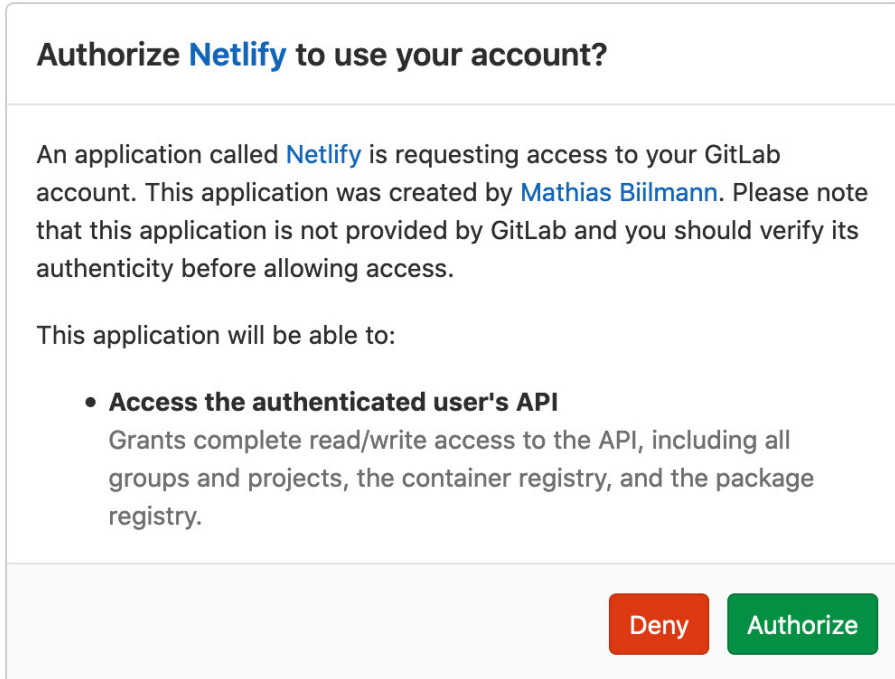 Authorize Netlify to use your account?
An application called Netlify is requesting access to your GitLab
account. This application was created by Mathias Biilmann. Please note
that this application is not provided by GitLab and you should verify its
authenticity before allowing access.
This application will be able to:
• Access the authenticated user's API
Grants complete read/write access to the API, including all
groups and projects, the container registry, and the package
registry.
Deny Authorize